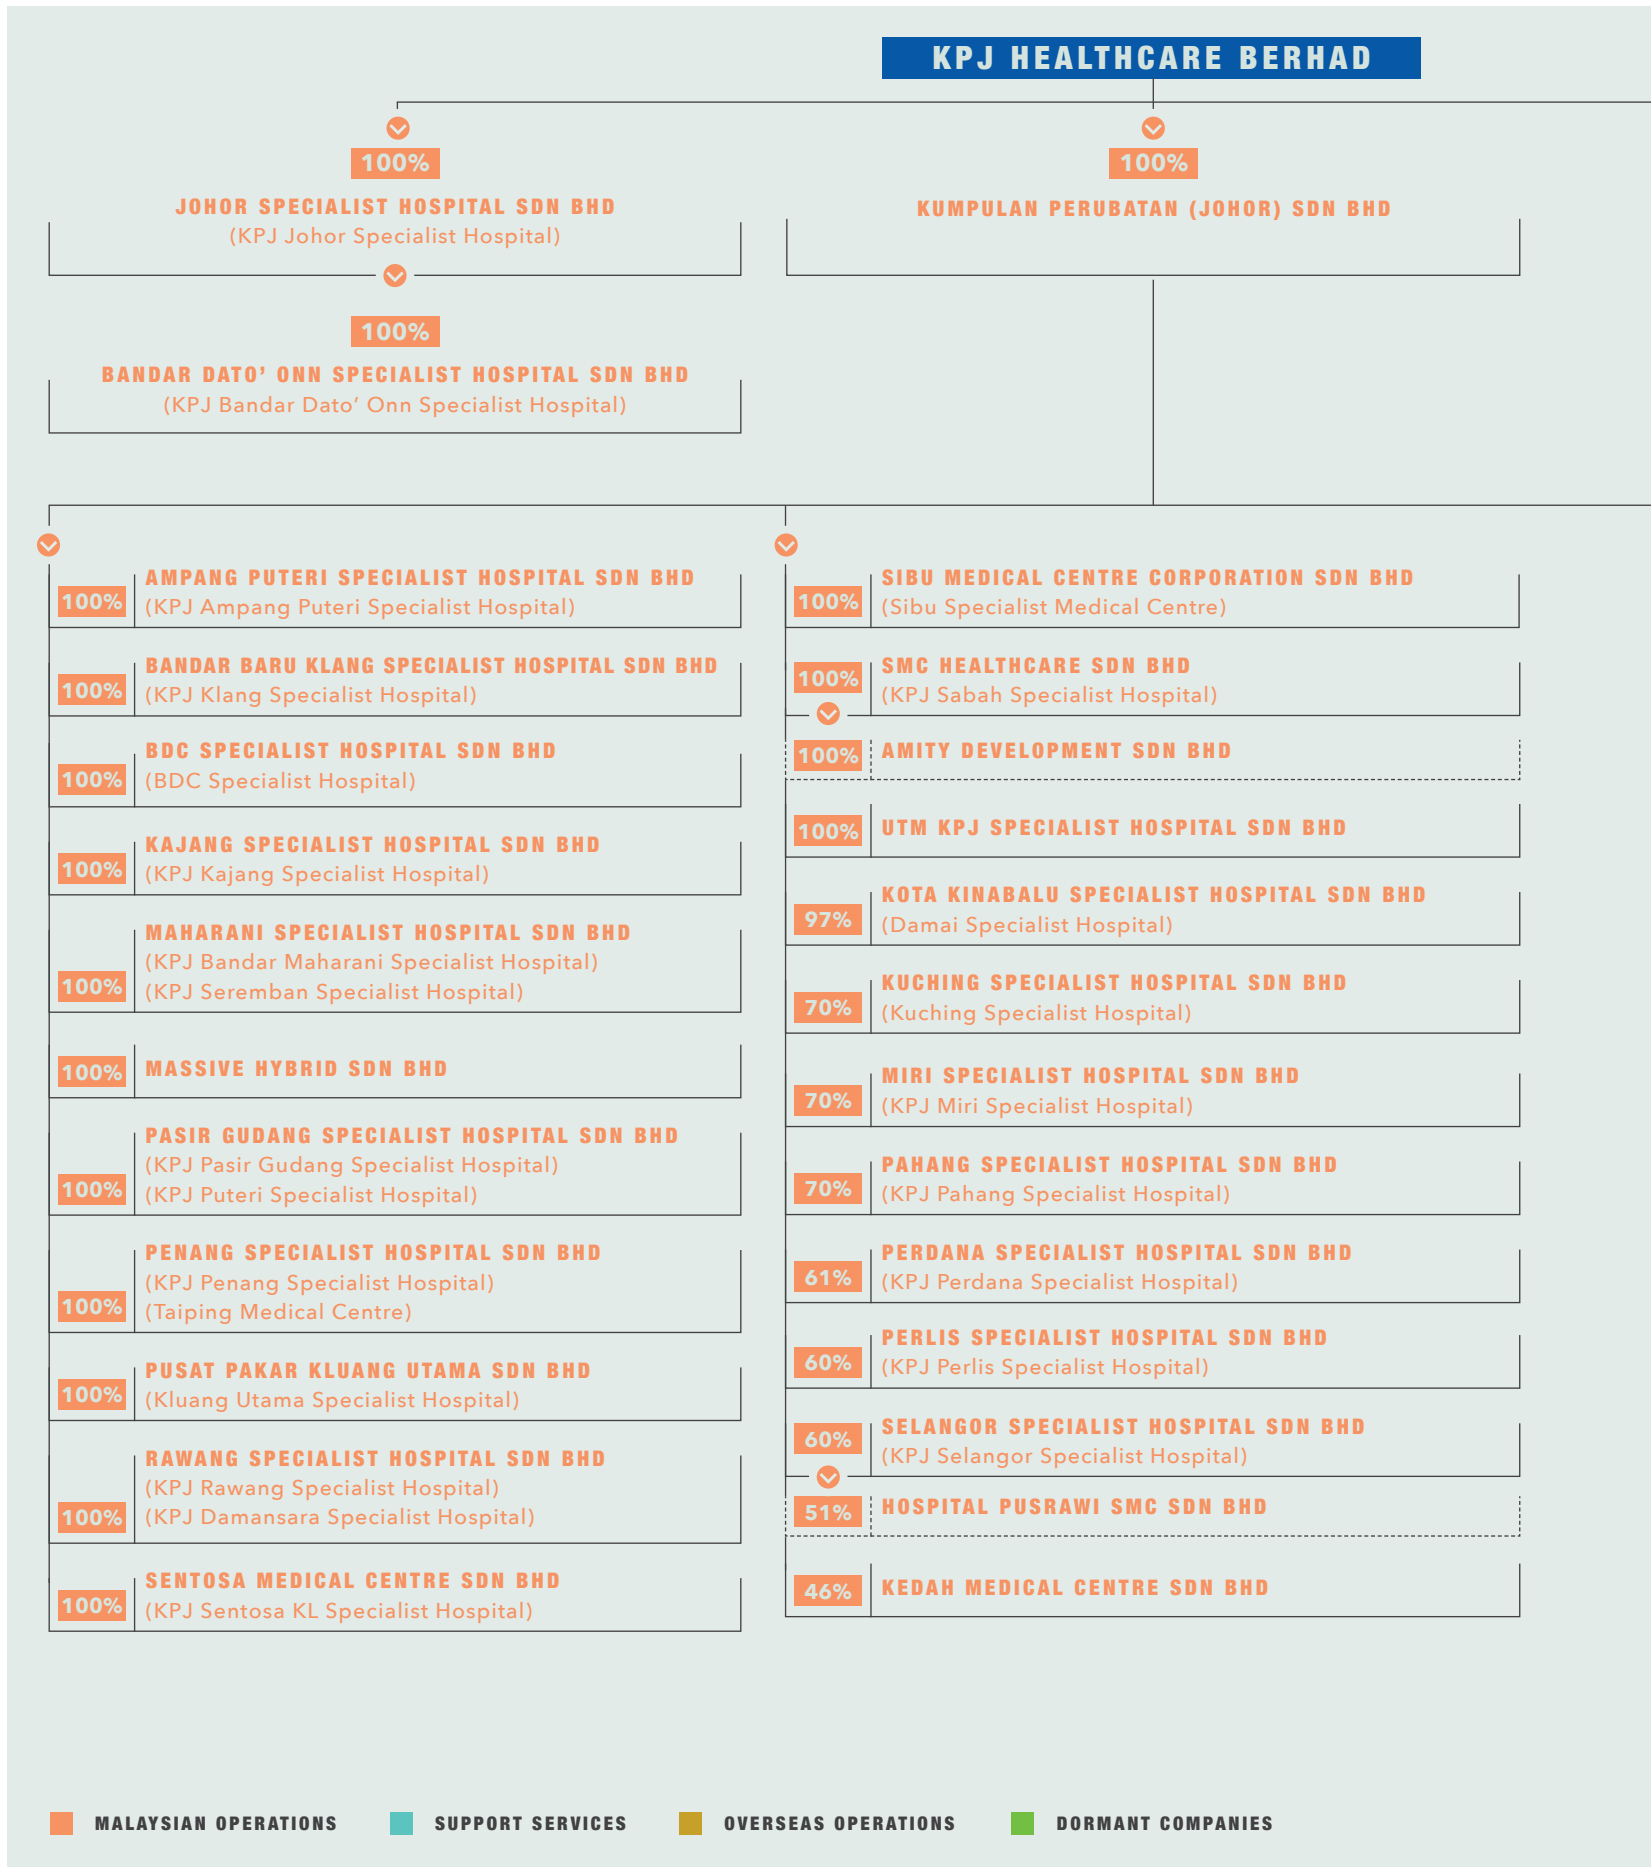 KPJ HEALTHCARE BERHAD
100%
JOHOR SPECIALIST HOSPITAL SDN BHD
(KPJ Johor Specialist Hospital)
100%
BANDAR DATO’ ONN SPECIALIST HOSPITAL SDN BHD
(KPJ Bandar Dato’ Onn Specialist Hospital)
100%
KUMPULAN PERUBATAN (JOHOR) SDN BHD
100%
AMPANG PUTERI SPECIALIST HOSPITAL SDN BHD
(KPJ Ampang Puteri Specialist Hospital)
100%
BANDAR BARU KLANG SPECIALIST HOSPITAL SDN BHD
(KPJ Klang Specialist Hospital)
100%
BDC SPECIALIST HOSPITAL SDN BHD
(BDC Specialist Hospital)
100%
KAJANG SPECIALIST HOSPITAL SDN BHD
(KPJ Kajang Specialist Hospital)
100%
MAHARANI SPECIALIST HOSPITAL SDN BHD
(KPJ Bandar Maharani Specialist Hospital)
(KPJ Seremban Specialist Hospital)
100%
MASSIVE HYBRID SDN BHD
100%
PASIR GUDANG SPECIALIST HOSPITAL SDN BHD
(KPJ Pasir Gudang Specialist Hospital)
(KPJ Puteri Specialist Hospital)
100%
PENANG SPECIALIST HOSPITAL SDN BHD
(KPJ Penang Specialist Hospital)
(Taiping Medical Centre)
100%
PUSAT PAKAR KLUANG UTAMA SDN BHD
(Kluang Utama Specialist Hospital)
100%
RAWANG SPECIALIST HOSPITAL SDN BHD
(KPJ Rawang Specialist Hospital)
(KPJ Damansara Specialist Hospital)
100%
SENTOSA MEDICAL CENTRE SDN BHD
(KPJ Sentosa KL Specialist Hospital)
100%
SIBU MEDICAL CENTRE CORPORATION SDN BHD
(Sibu Specialist Medical Centre)
100%
SMC HEALTHCARE SDN BHD
(KPJ Sabah Specialist Hospital)
100%
AMITY DEVELOPMENT SDN BHD
100%
UTM KPJ SPECIALIST HOSPITAL SDN BHD
97%
KOTA KINABALU SPECIALIST HOSPITAL SDN BHD
(Damai Specialist Hospital)
70%
KUCHING SPECIALIST HOSPITAL SDN BHD
(Kuching Specialist Hospital)
70%
MIRI SPECIALIST HOSPITAL SDN BHD
(KPJ Miri Specialist Hospital)
70%
PAHANG SPECIALIST HOSPITAL SDN BHD
(KPJ Pahang Specialist Hospital)
61%
PERDANA SPECIALIST HOSPITAL SDN BHD
(KPJ Perdana Specialist Hospital)
60%
PERLIS SPECIALIST HOSPITAL SDN BHD
(KPJ Perlis Specialist Hospital)
60%
SELANGOR SPECIALIST HOSPITAL SDN BHD
(KPJ Selangor Specialist Hospital)
51%
HOSPITAL PUSRAWI SMC SDN BHD
46%
KEDAH MEDICAL CENTRE SDN BHD
MALAYSIAN OPERATIONS
SUPPORT SERVICES
OVERSEAS OPERATIONS
DORMANT COMPANIES